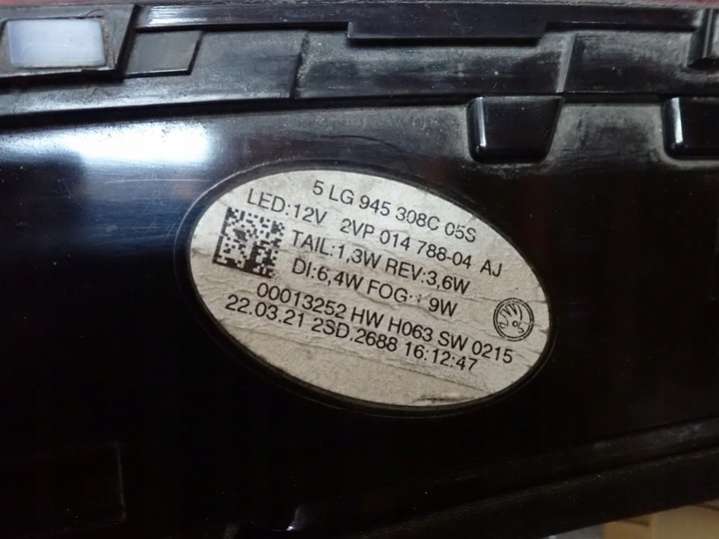 5 LG 945 308C 05S
LED:12V 2VP 014 788-04 AJ
TAIL:1,3W REV:3,6W
DI:6,4W FOG: 9W
00013252 HW H063 SW 0215
22.03.21 2SD.2688 16:12:47